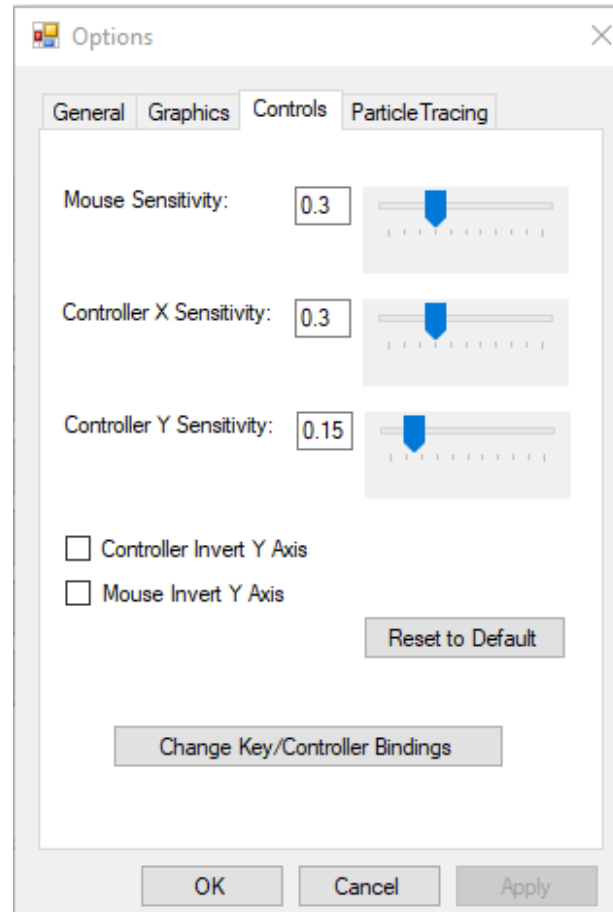 Options
General Graphics Controls ParticleTracing
Mouse Sensitivity: 0.3
Controller X Sensitivity: 0.3
Controller Y Sensitivity: 0.15
Controller Invert Y Axis
Mouse Invert Y Axis
Reset to Default
Change Key/Controller Bindings
OK Cancel Apply